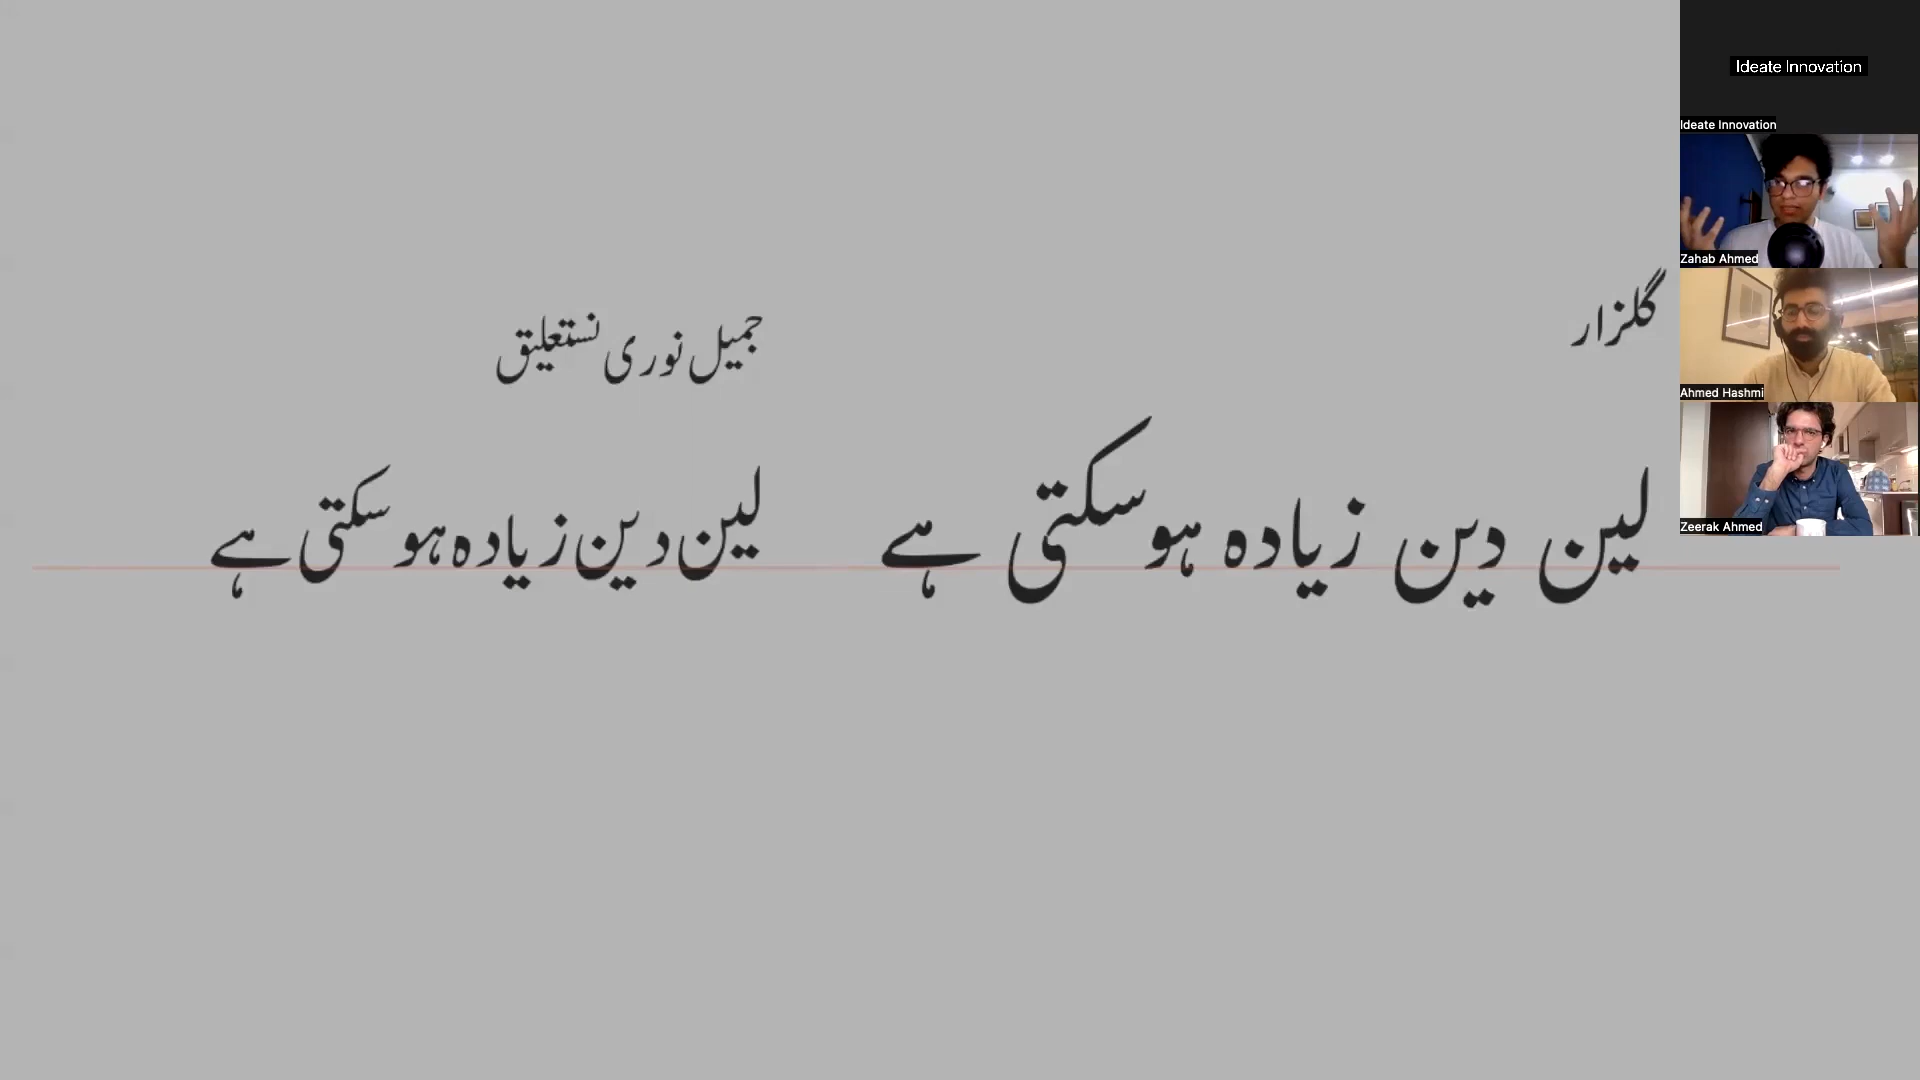 گلزار
لین دین زیادہ ہو سکتی ہے
جمیل نوری نستعلیق
لین دین زیادہ ہو سکتی ہے
Ideate Innovation
Ideate Innovation
Zahab Ahmed
Ahmed Hashmi
Zeerak Ahmed